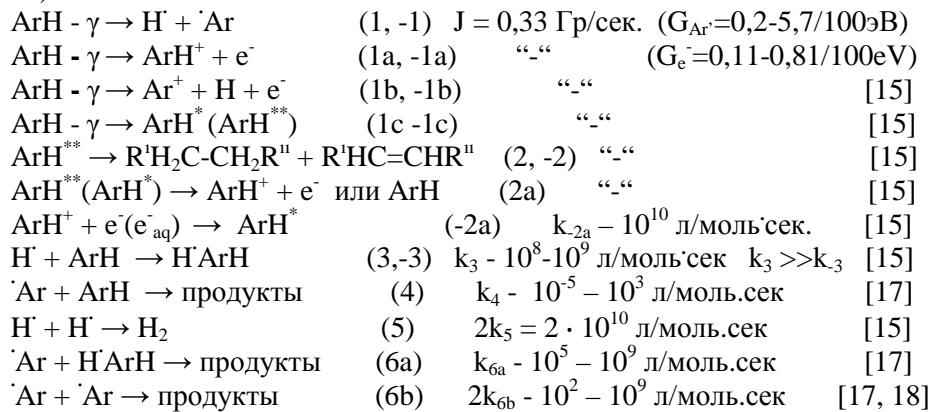 ArH - γ → H˙ + ˙Ar (1, -1) J = 0,33 Гр/сек. (G_Ar˙=0,2-5,7/100эВ)
ArH - γ → ArH⁺ + e⁻ (1a, -1a) “-“ (G_e⁻=0,11-0,81/100eV)
ArH - γ → Ar⁺ + H + e⁻ (1b, -1b) “-“ [15]
ArH - γ → ArH* (ArH**) (1c -1c) “-“ [15]
ArH** → R¹H₂C-CH₂R¹¹ + R¹HC=CHR¹¹ (2, -2) “-“ [15]
ArH**(ArH*) → ArH⁺ + e⁻ или ArH (2a) “-“ [15]
ArH⁺ + e⁻(e⁻aq) → ArH* (-2a) k₋₂ₐ – 10¹⁰ л/моль˙сек. [15]
H˙ + ArH → H˙ArH (3,-3) k₃ - 10⁸-10⁹ л/моль˙сек k₃ >>k₋₃ [15]
˙Ar + ArH → продукты (4) k₄ - 10⁻⁵ – 10³ л/моль.сек [17]
H˙ + H˙ → H₂ (5) 2k₅ = 2 · 10¹⁰ л/моль.сек [15]
˙Ar + H˙ArH → продукты (6a) k₆ₐ - 10⁵ – 10⁹ л/моль.сек [17]
˙Ar + ˙Ar → продукты (6b) 2k_6b - 10² – 10⁹ л/моль.сек [17, 18]